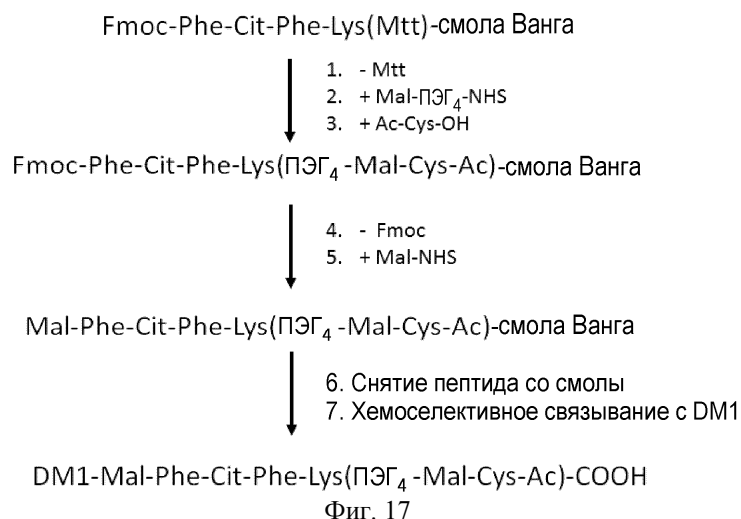 Fmoc-Phe-Cit-Phe-Lys(Mtt)-смола Ванга
1. - Mtt
2. + Mal-ПЭГ₄-NHS
3. + Ac-Cys-OH
Fmoc-Phe-Cit-Phe-Lys(ПЭГ₄-Mal-Cys-Ac)-смола Ванга
4. - Fmoc
5. + Mal-NHS
Mal-Phe-Cit-Phe-Lys(ПЭГ₄-Mal-Cys-Ac)-смола Ванга
6. Снятие пептида со смолы
7. Хемоселективное связывание с DM1
DM1-Mal-Phe-Cit-Phe-Lys(ПЭГ₄-Mal-Cys-Ac)-COOH
Фиг. 17